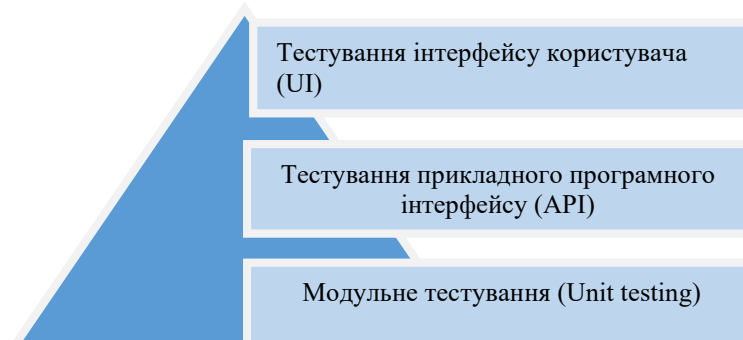 Тестування інтерфейсу користувача
(UI)
Тестування прикладного програмного
інтерфейсу (API)
Модульне тестування (Unit testing)